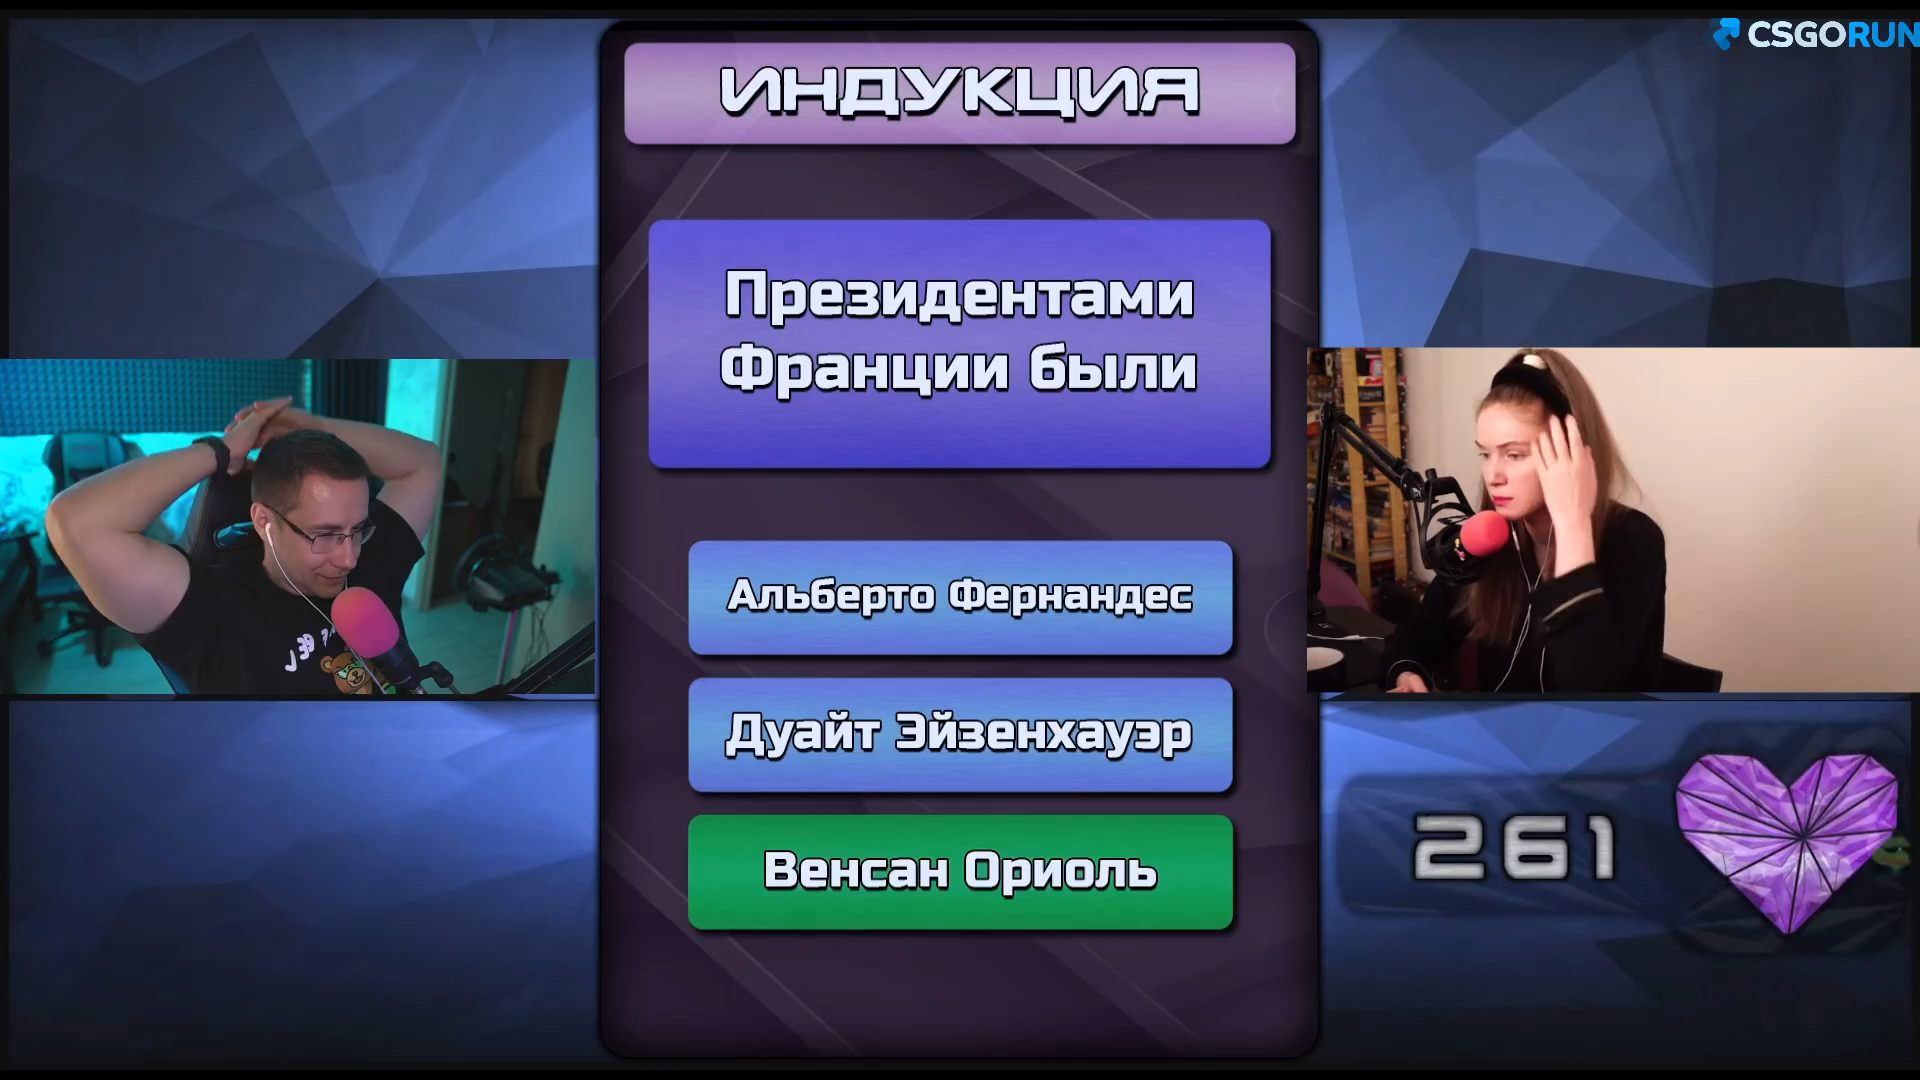 CSGORUN
ИНДУКЦИЯ
Президентами
Франции были
Альберто Фернандес
Дуайт Эйзенхауэр
Венсан Ориоль
261